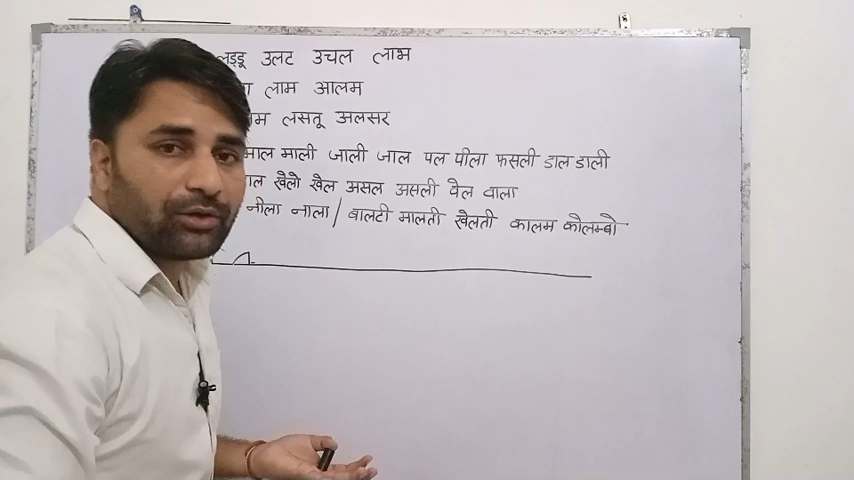 लड्डू उलट उचल लाभ
लाम आलम
लसतू अलसर
माल माली जाली जाल पल पीला फसली डाल डाली
खेलो खेल असल असली वेल वाला
नीला नाला / बालटी मालती खेलती कालम कोलम्बो